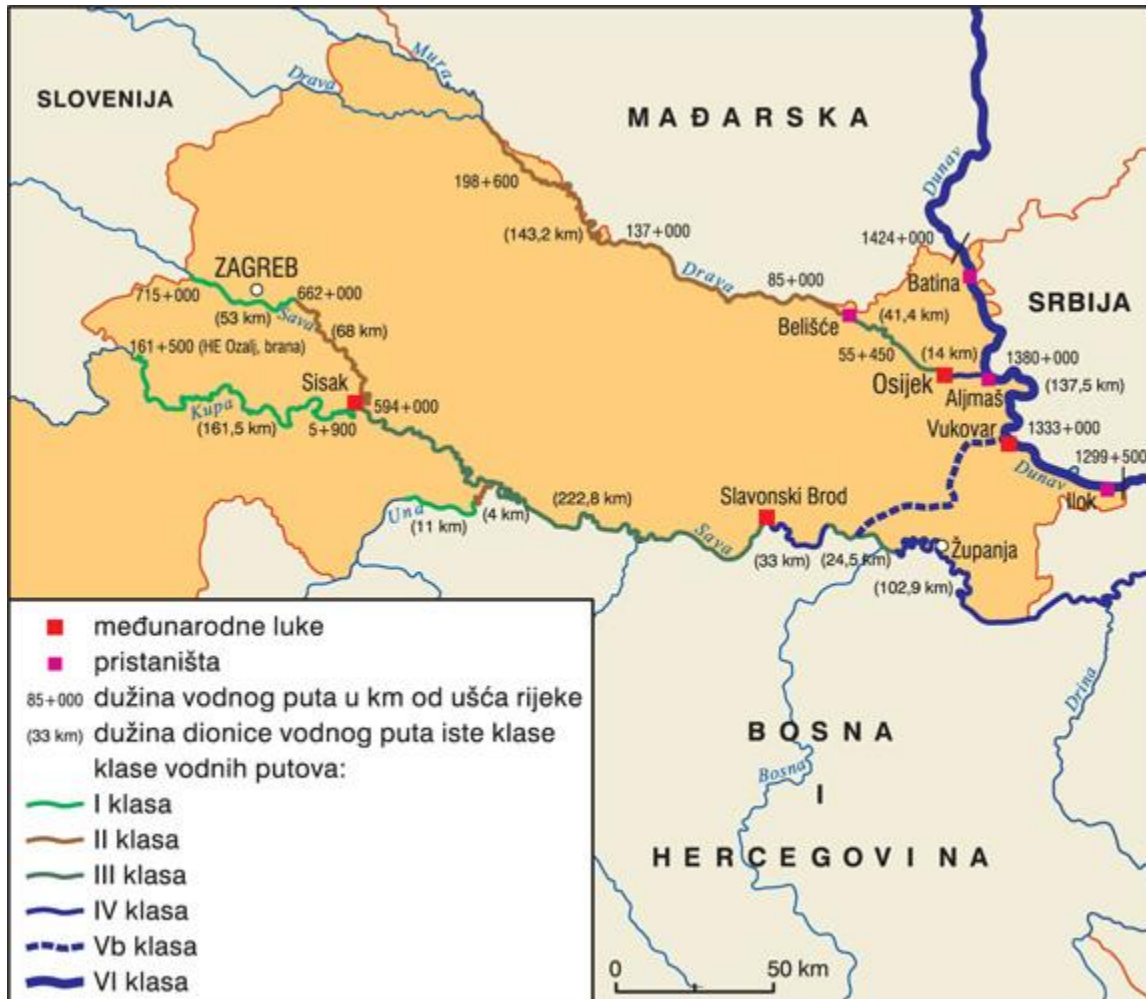 Mura
Drava
SLOVENIJA
MAĐARSKA
Dunav
198+600
(143,2 km)
137+000
1424+000
ZAGREB
Drava
85+000
Batina
SRBIJA
715+000
662+000
(53 km)
Sava
(68 km)
Belišće
(41,4 km)
161+500 (HE Ozalj, brana)
55+450
(14 km)
1380+000
Sisak
Osijek
Aljmaš
(137,5 km)
Kupa
594+000
(161,5 km)
5+900
Vukovar
1333+000
1299+500
Dunav
Ilok
Una
(11 km)
(4 km)
(222,8 km)
Slavonski Brod
Sava
(33 km)
(24,5 km)
Županja
(102,9 km)
Drina
BOSNA
Bosna
I
HERCEGOVINA
međunarodne luke
pristaništa
85+000 dužina vodnog puta u km od ušća rijeke
(33 km) dužina dionice vodnog puta iste klase
klase vodnih putova:
I klasa
II klasa
III klasa
IV klasa
Vb klasa
VI klasa
0 50 km